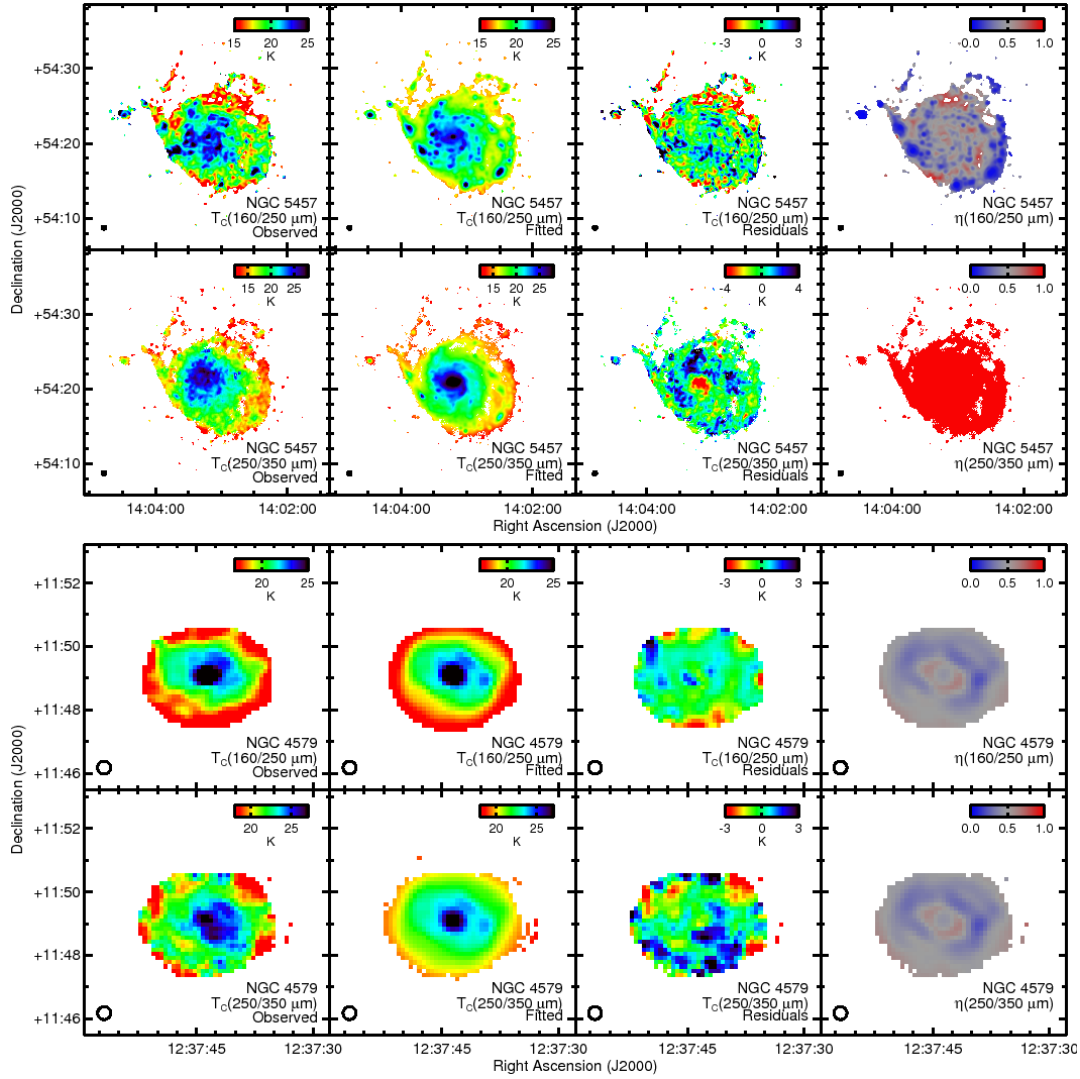 15 20 25 15 20 25 -3 0 3 -0.0 0.5 1.0
K K K
+54:30
+54:20
+54:10
NGC 5457 NGC 5457 NGC 5457 NGC 5457
T_C(160/250 μm) T_C(160/250 μm) T_C(160/250 μm) η(160/250 μm)
Observed Fitted Residuals
Declination (J2000)
15 20 25 15 20 25 -4 0 4 0.0 0.5 1.0
K K K
+54:30
+54:20
+54:10
NGC 5457 NGC 5457 NGC 5457 NGC 5457
T_C(250/350 μm) T_C(250/350 μm) T_C(250/350 μm) η(250/350 μm)
Observed Fitted Residuals
14:04:00 14:02:00 14:04:00 14:02:00 14:04:00 14:02:00 14:04:00 14:02:00
Right Ascension (J2000)
20 25 20 25 -3 0 3 0.0 0.5 1.0
K K K
+11:52
+11:50
+11:48
+11:46
NGC 4579 NGC 4579 NGC 4579 NGC 4579
T_C(160/250 μm) T_C(160/250 μm) T_C(160/250 μm) η(160/250 μm)
Observed Fitted Residuals
Declination (J2000)
20 25 20 25 -3 0 3 0.0 0.5 1.0
K K K
+11:52
+11:50
+11:48
+11:46
NGC 4579 NGC 4579 NGC 4579 NGC 4579
T_C(250/350 μm) T_C(250/350 μm) T_C(250/350 μm) η(250/350 μm)
Observed Fitted Residuals
12:37:45 12:37:30 12:37:45 12:37:30 12:37:45 12:37:30 12:37:45 12:37:30
Right Ascension (J2000)